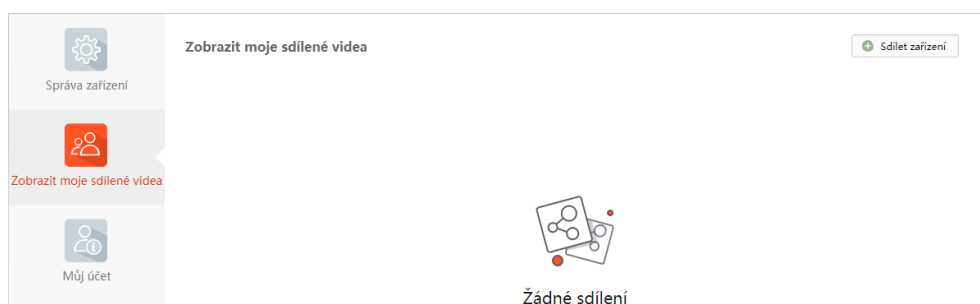 Zobrazit moje sdílené videa
Sdílet zařízení
Správa zařízení
Zobrazit moje sdílené videa
Můj účet
Žádné sdílení